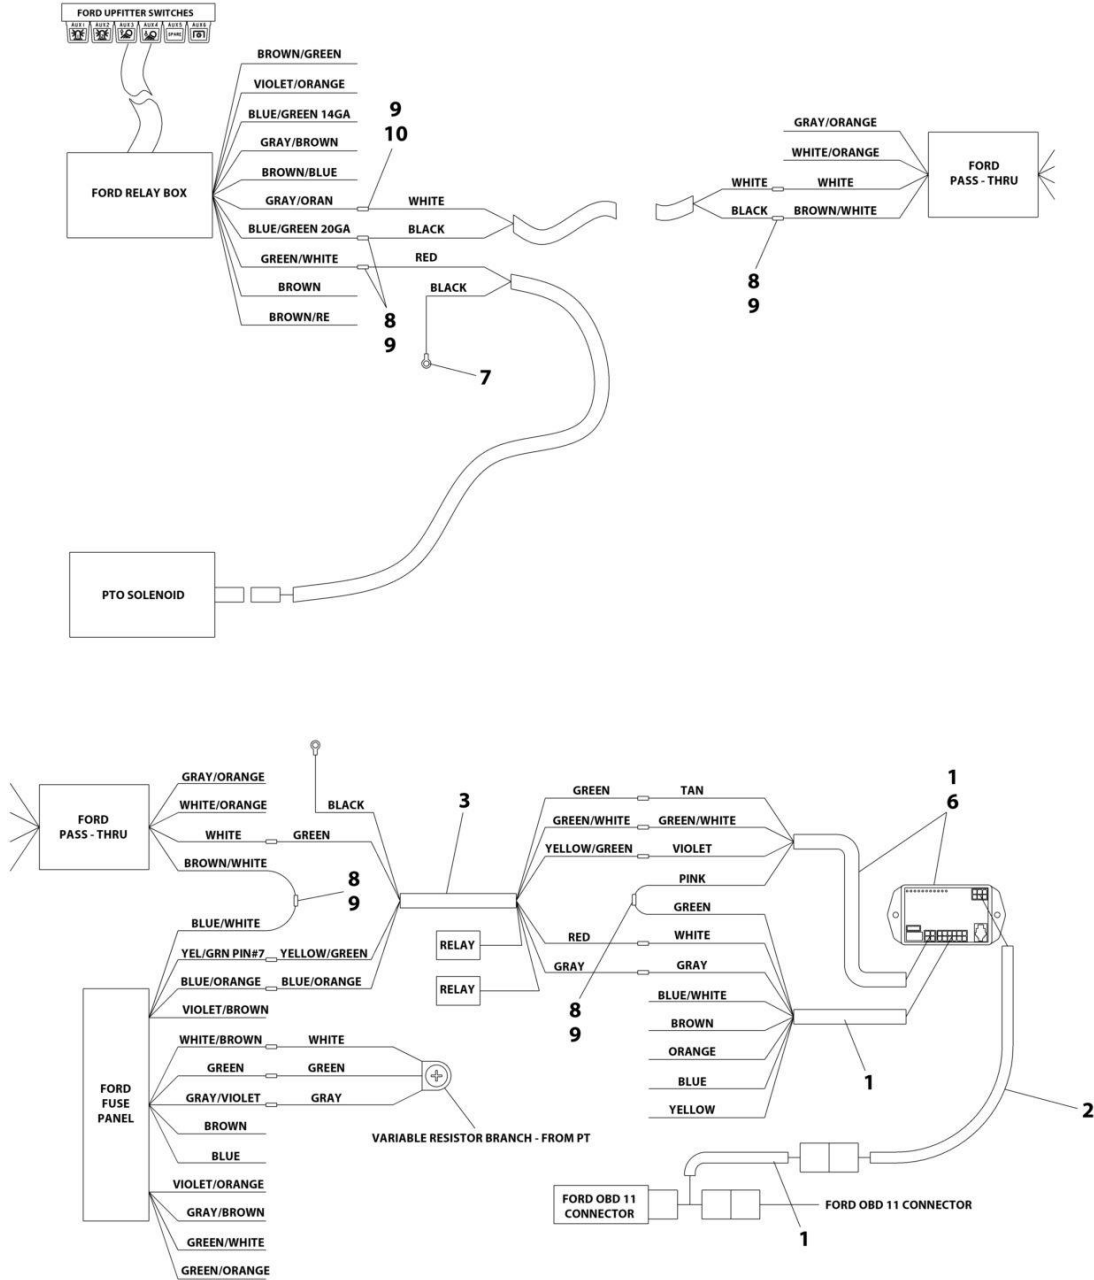 FORD UPFITTER SWITCHES
AUX1 AUX2 AUX3 AUX4 AUX5 AUX6
SPARE
BROWN/GREEN
VIOLET/ORANGE
BLUE/GREEN 14GA
GRAY/BROWN
BROWN/BLUE
GRAY/ORAN
BLUE/GREEN 20GA
GREEN/WHITE
BROWN
BROWN/RE
FORD RELAY BOX
9
10
WHITE
BLACK
RED
BLACK
8
9
7
GRAY/ORANGE
WHITE/ORANGE
WHITE
WHITE
BLACK
BROWN/WHITE
FORD
PASS - THRU
8
9
PTO SOLENOID
FORD
PASS - THRU
GRAY/ORANGE
WHITE/ORANGE
WHITE
GREEN
BROWN/WHITE
BLACK
8
9
BLUE/WHITE
YEL/GRN PIN#7
YELLOW/GREEN
BLUE/ORANGE
BLUE/ORANGE
VIOLET/BROWN
WHITE/BROWN
WHITE
GREEN
GREEN
GRAY/VIOLET
GRAY
BROWN
BLUE
VIOLET/ORANGE
GRAY/BROWN
GREEN/WHITE
GREEN/ORANGE
FORD
FUSE
PANEL
VARIABLE RESISTOR BRANCH - FROM PT
3
RELAY
RELAY
GREEN
TAN
GREEN/WHITE
GREEN/WHITE
YELLOW/GREEN
VIOLET
PINK
GREEN
RED
WHITE
GRAY
GRAY
8
9
BLUE/WHITE
BROWN
ORANGE
BLUE
YELLOW
1
6
1
2
FORD OBD 11
CONNECTOR
FORD OBD 11 CONNECTOR
1